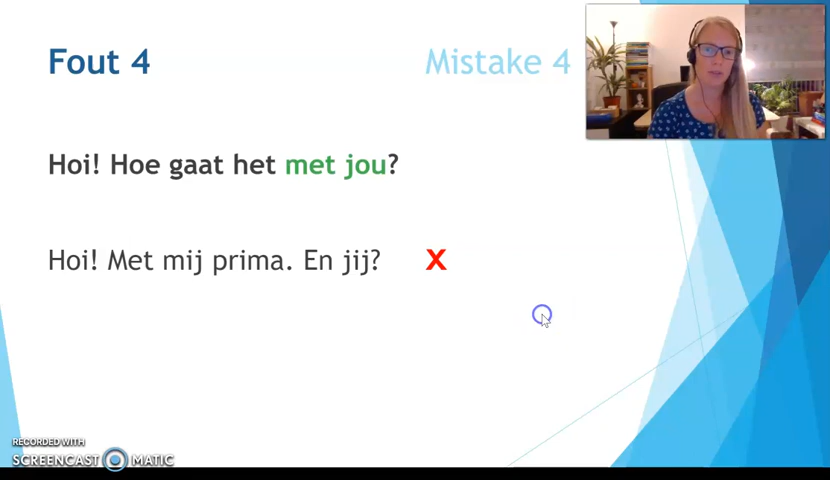 Fout 4
Mistake 4
Hoi! Hoe gaat het met jou?
Hoi! Met mij prima. En jij? X
RECORDED WITH
SCREENCAST MATIC